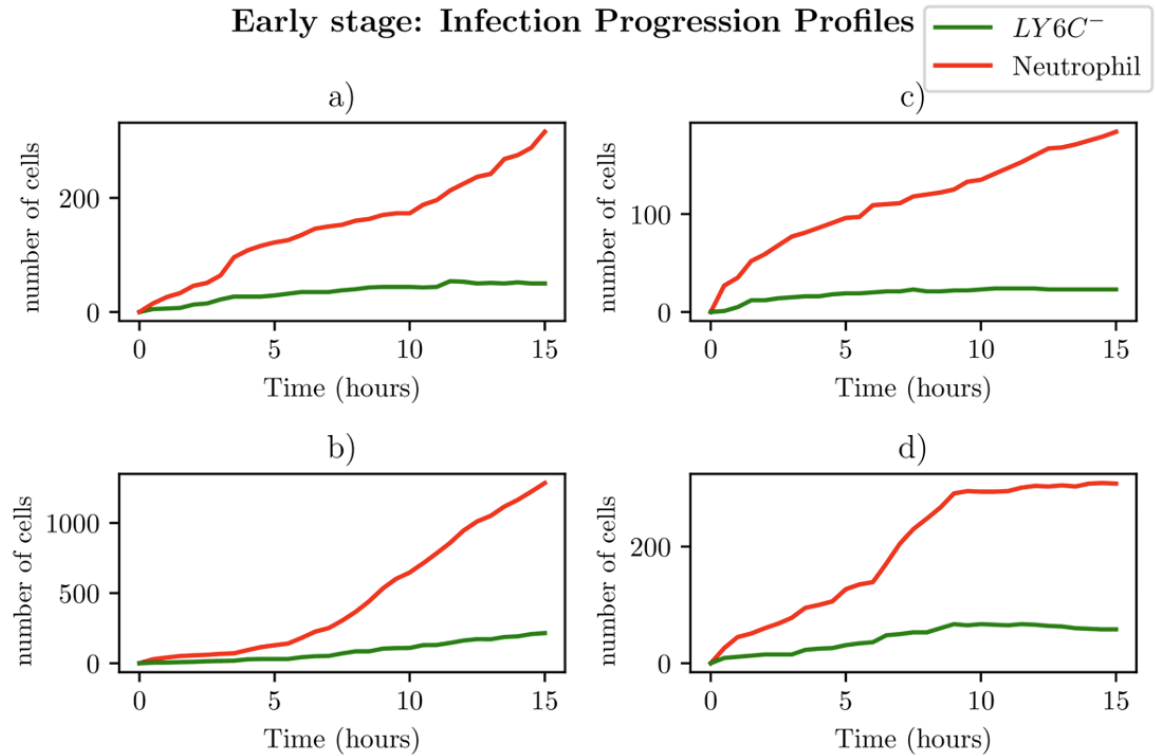 Early stage: Infection Progression Profiles
LY6C⁻
Neutrophil
a)
number of cells
200
0
0 5 10 15
Time (hours)
c)
number of cells
100
0
0 5 10 15
Time (hours)
b)
number of cells
1000
500
0
0 5 10 15
Time (hours)
d)
number of cells
200
0
0 5 10 15
Time (hours)